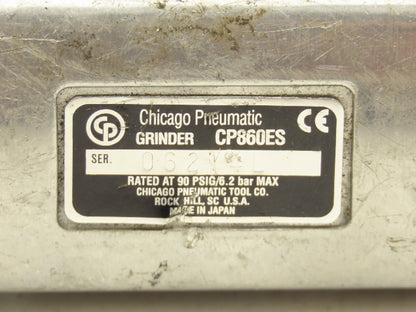 CP Chicago Pneumatic CE
GRINDER CP860ES
SER.
RATED AT 90 PSIG/6.2 bar MAX
CHICAGO PNEUMATIC TOOL CO.
ROCK HILL, SC U.S.A.
MADE IN JAPAN